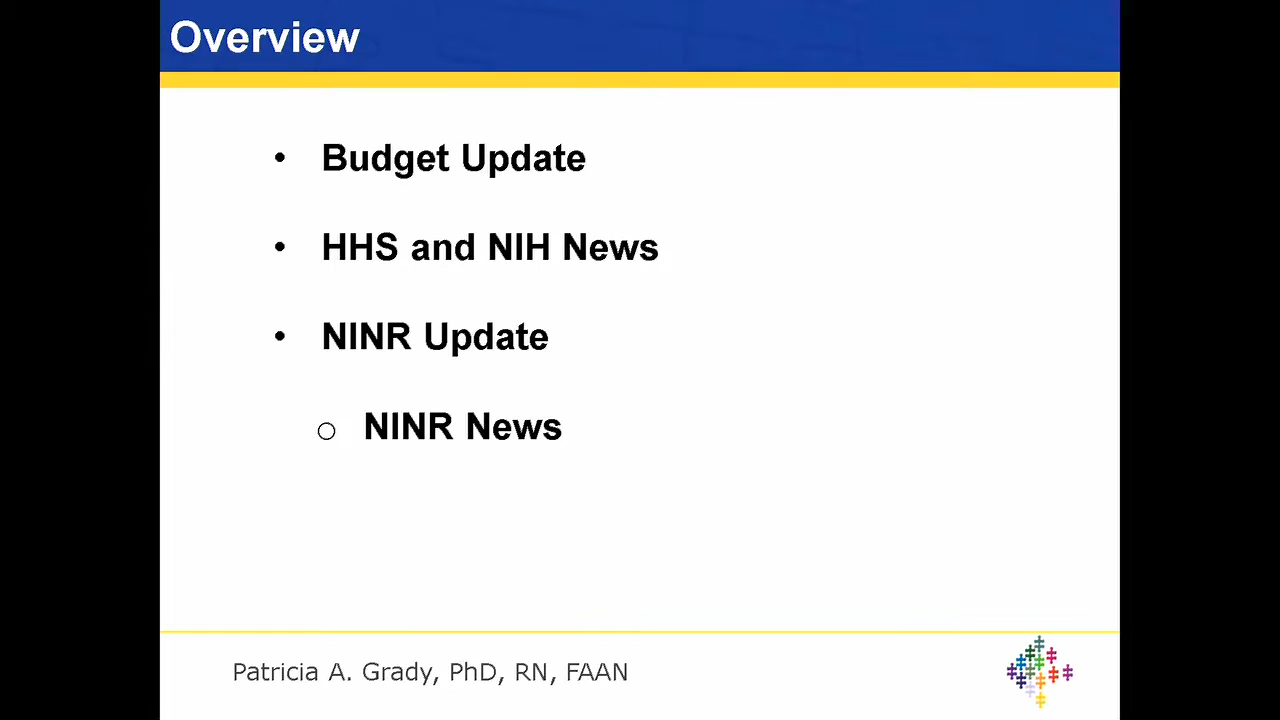 Overview
• Budget Update
• HHS and NIH News
• NINR Update
o NINR News
Patricia A. Grady, PhD, RN, FAAN